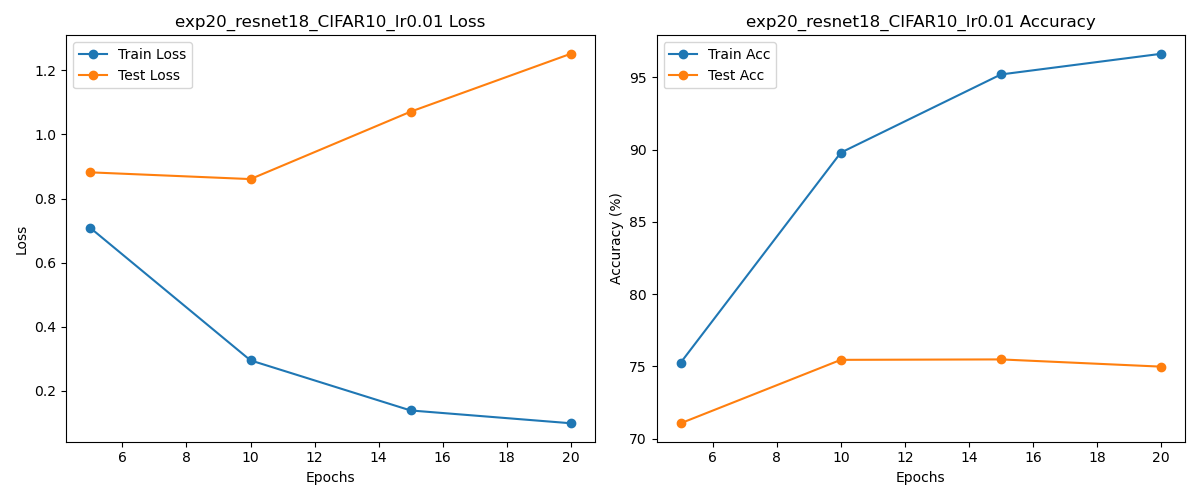 exp20_resnet18_CIFAR10_lr0.01 Loss
Train Loss
Test Loss
1.2
1.0
0.8
0.6
0.4
0.2
Loss
6 8 10 12 14 16 18 20
Epochs
exp20_resnet18_CIFAR10_lr0.01 Accuracy
Train Acc
Test Acc
95
90
85
80
75
70
Accuracy (%)
6 8 10 12 14 16 18 20
Epochs